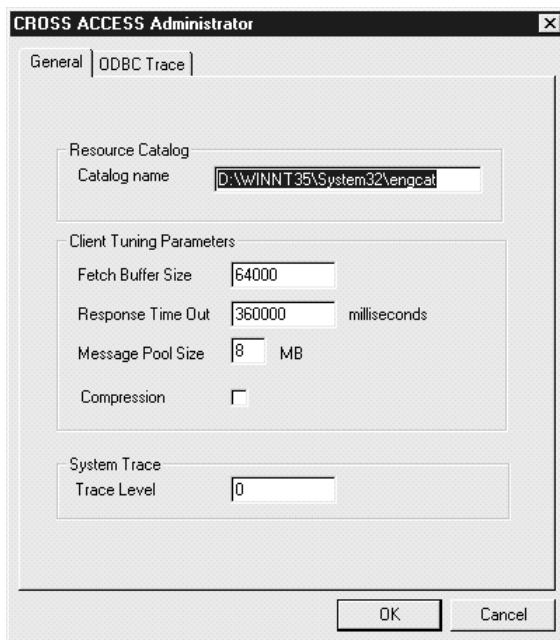 CROSS ACCESS Administrator
General ODBC Trace
Resource Catalog
Catalog name D:\WINNT35\System32\engcat
Client Tuning Parameters
Fetch Buffer Size 64000
Response Time Out 360000 milliseconds
Message Pool Size 8 MB
Compression
System Trace
Trace Level 0
OK Cancel